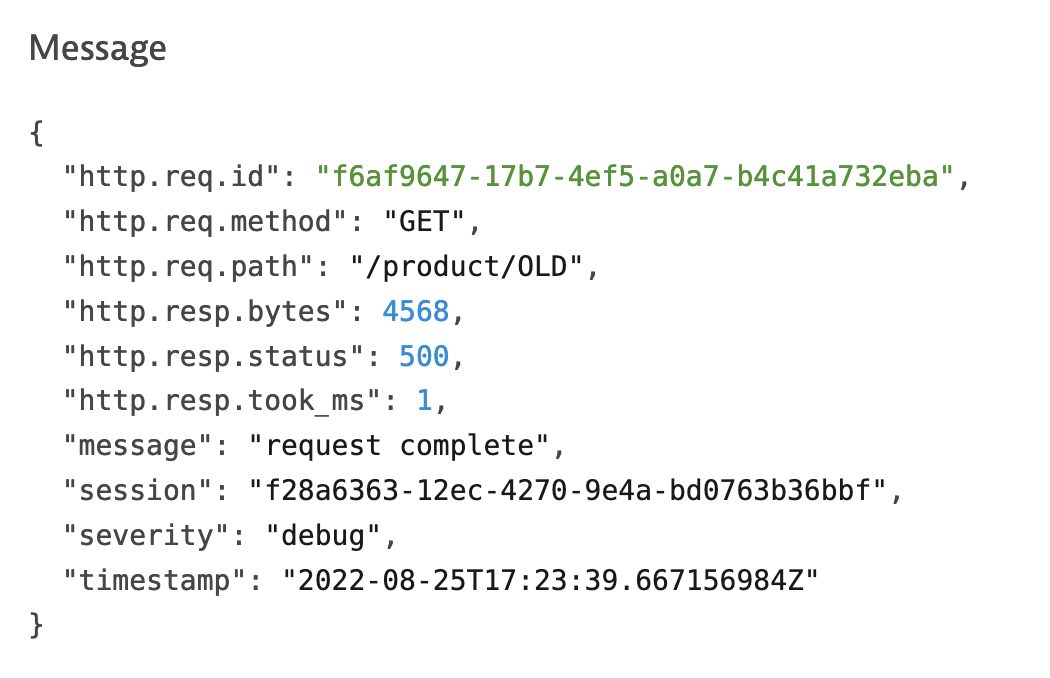 Message
{
  "http.req.id": "f6af9647-17b7-4ef5-a0a7-b4c41a732eba",
  "http.req.method": "GET",
  "http.req.path": "/product/OLD",
  "http.resp.bytes": 4568,
  "http.resp.status": 500,
  "http.resp.took_ms": 1,
  "message": "request complete",
  "session": "f28a6363-12ec-4270-9e4a-bd0763b36bbf",
  "severity": "debug",
  "timestamp": "2022-08-25T17:23:39.667156984Z"
}